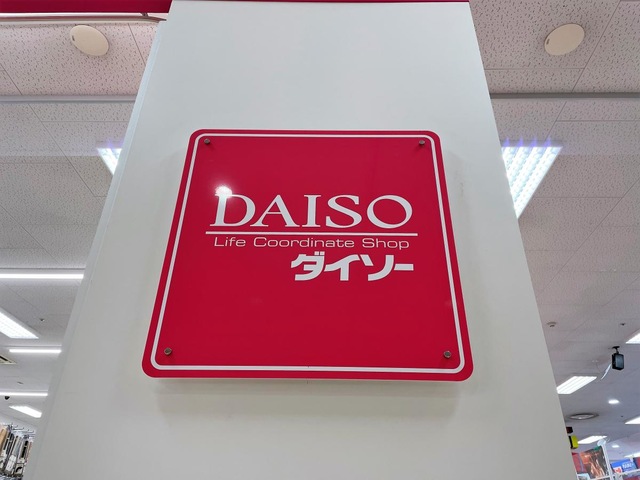 DAISO
Life Coordinate Shop
ダイソー